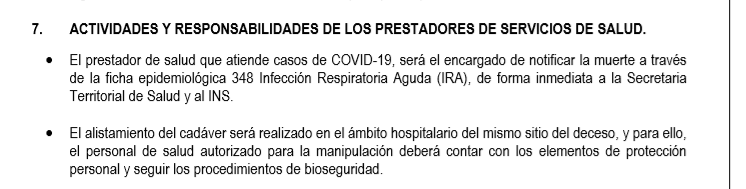 7. ACTIVIDADES Y RESPONSABILIDADES DE LOS PRESTADORES DE SERVICIOS DE SALUD.
• El prestador de salud que atiende casos de COVID-19, será el encargado de notificar la muerte a través
de la ficha epidemiológica 348 Infección Respiratoria Aguda (IRA), de forma inmediata a la Secretaria
Territorial de Salud y al INS.
• El alistamiento del cadáver será realizado en el ámbito hospitalario del mismo sitio del deceso, y para ello,
el personal de salud autorizado para la manipulación deberá contar con los elementos de protección
personal y seguir los procedimientos de bioseguridad.